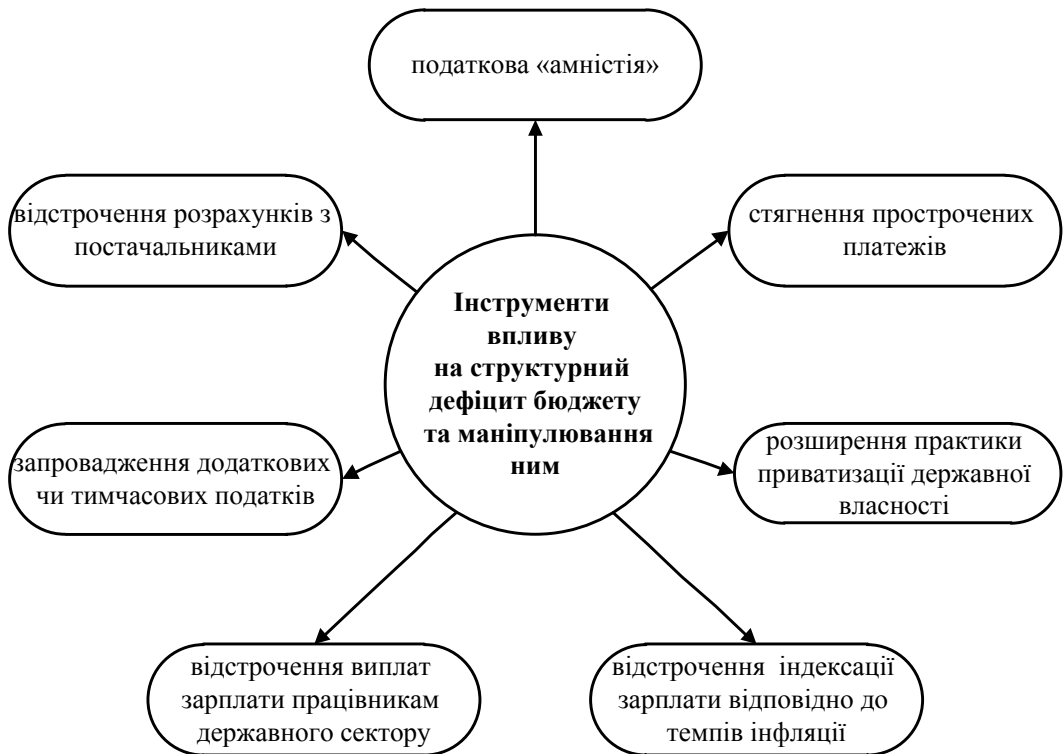 податкова «амністія»
відстрочення розрахунків з
постачальниками
стягнення прострочених
платежів
Інструменти
впливу
на структурний
дефіцит бюджету
та маніпулювання
ним
запровадження додаткових
чи тимчасових податків
розширення практики
приватизації державної
власності
відстрочення виплат
зарплати працівникам
державного сектору
відстрочення індексації
зарплати відповідно до
темпів інфляції